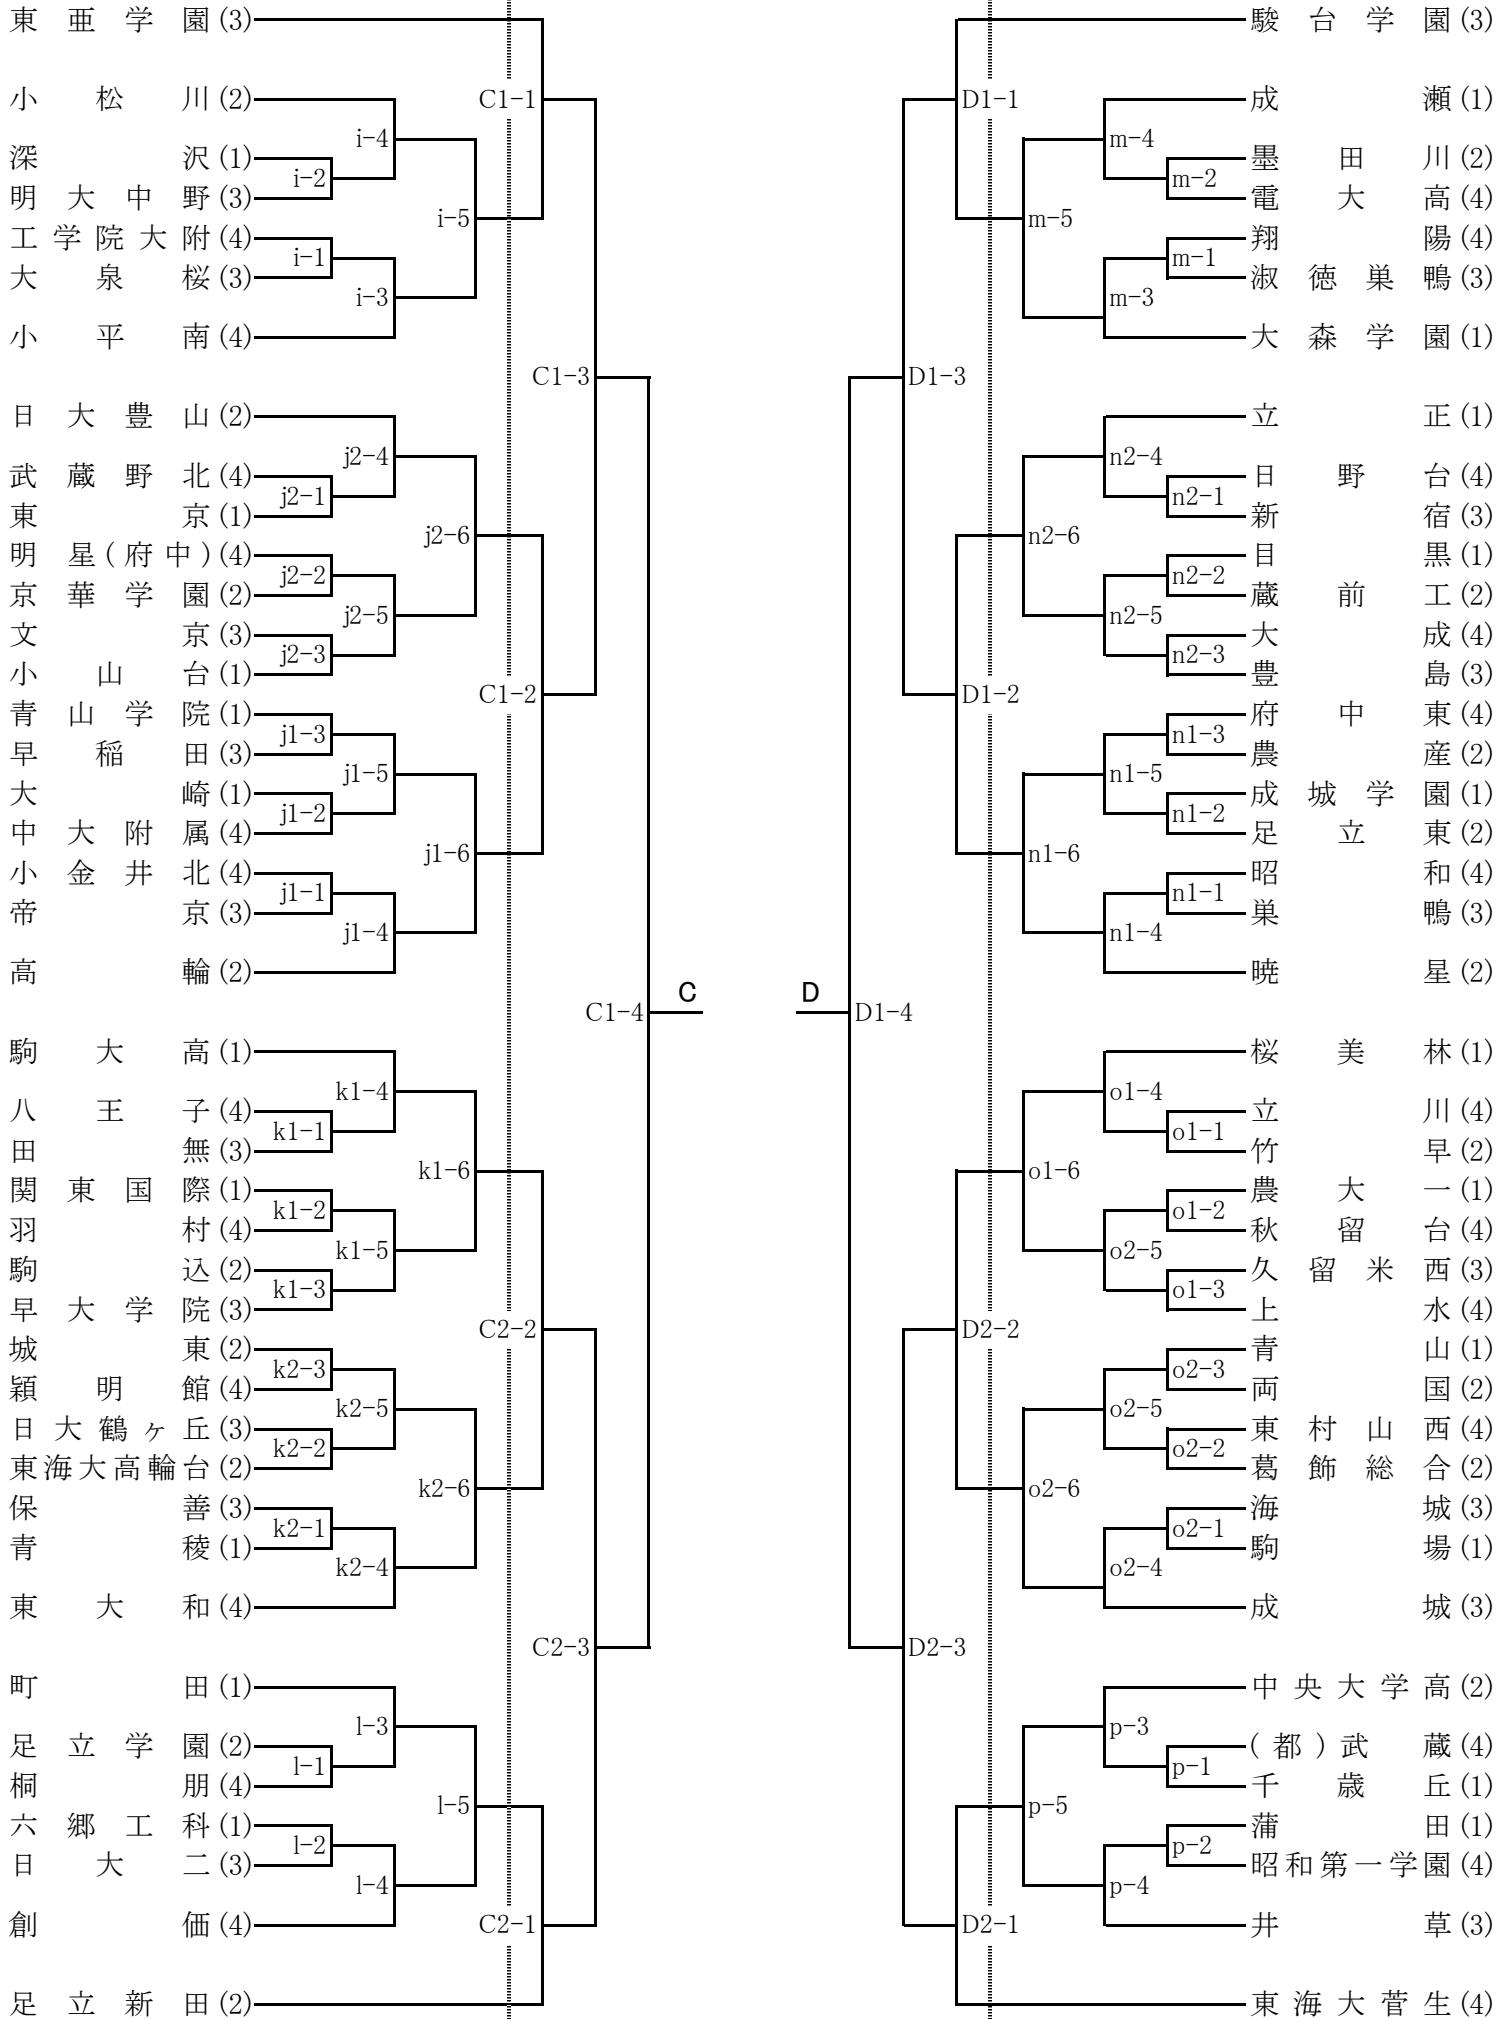 東亜学園(3)
C1-1
小松川(2)
i-4
深沢(1)
i-2
明大中野(3)
i-5
工学院大附(4)
i-1
大泉桜(3)
i-3
小平南(4)
C1-3
日大豊山(2)
j2-4
武蔵野北(4)
j2-1
東京(1)
j2-6
明星(府中)(4)
j2-2
京華学園(2)
j2-5
文京(3)
j2-3
小山台(1)
C1-2
青山学院(1)
j1-3
早稲田(3)
j1-5
大崎(1)
j1-2
中大附属(4)
j1-6
小金井北(4)
j1-1
帝京(3)
j1-4
高輪(2)
C1-4
C
駒大高(1)
k1-4
八王子(4)
k1-1
田無(3)
k1-6
関東国際(1)
k1-2
羽村(4)
k1-5
駒込(2)
k1-3
早大学院(3)
C2-2
城東(2)
k2-3
穎明館(4)
k2-5
日大鶴ヶ丘(3)
k2-2
東海大高輪台(2)
k2-6
保善(3)
k2-1
青稜(1)
k2-4
東大和(4)
C2-3
町田(1)
l-3
足立学園(2)
l-1
桐朋(4)
l-5
六郷工科(1)
l-2
日大二(3)
l-4
創価(4)
C2-1
足立新田(2)
駿台学園(3)
D1-1
成瀬(1)
m-4
墨田川(2)
m-2
電大高(4)
m-5
翔陽(4)
m-1
淑徳巣鴨(3)
m-3
大森学園(1)
D1-3
立正(1)
n2-4
日野台(4)
n2-1
新宿(3)
n2-6
目黒(1)
n2-2
蔵前工(2)
n2-5
大成(4)
n2-3
豊島(3)
D1-2
府中東(4)
n1-3
農産(2)
n1-5
成城学園(1)
n1-2
足立東(2)
n1-6
昭和(4)
n1-1
巣鴨(3)
n1-4
暁星(2)
D
D1-4
桜美林(1)
o1-4
立川(4)
o1-1
竹早(2)
o1-6
農大一(1)
o1-2
秋留台(4)
o2-5
久留米西(3)
o1-3
上水(4)
D2-2
青山(1)
o2-3
両国(2)
o2-5
東村山西(4)
o2-2
葛飾総合(2)
o2-6
海城(3)
o2-1
駒場(1)
o2-4
成城(3)
D2-3
中央大学高(2)
p-3
(都)武蔵(4)
p-1
千歳丘(1)
p-5
蒲田(1)
p-2
昭和第一学園(4)
p-4
井草(3)
D2-1
東海大菅生(4)